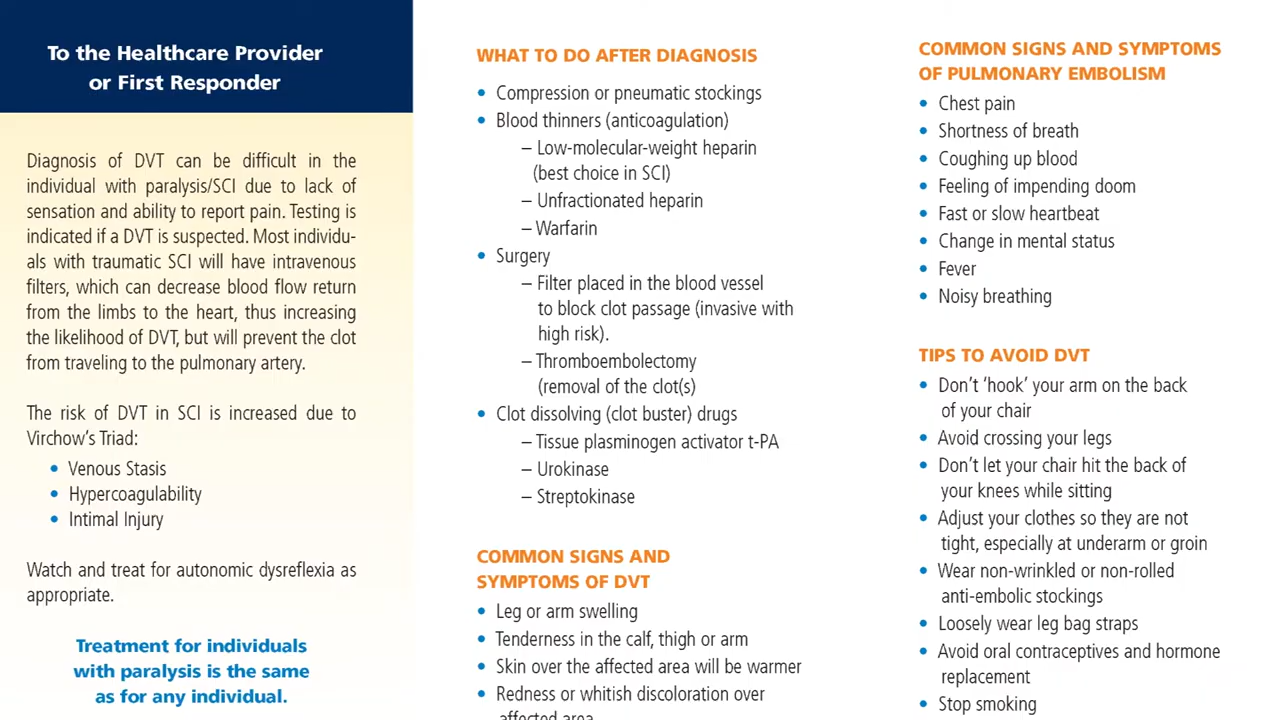 To the Healthcare Provider
or First Responder
Diagnosis of DVT can be difficult in the
individual with paralysis/SCI due to lack of
sensation and ability to report pain. Testing is
indicated if a DVT is suspected. Most individu-
als with traumatic SCI will have intravenous
filters, which can decrease blood flow return
from the limbs to the heart, thus increasing
the likelihood of DVT, but will prevent the clot
from traveling to the pulmonary artery.
The risk of DVT in SCI is increased due to
Virchow's Triad:
• Venous Stasis
• Hypercoagulability
• Intimal Injury
Watch and treat for autonomic dysreflexia as
appropriate.
Treatment for individuals
with paralysis is the same
as for any individual.
WHAT TO DO AFTER DIAGNOSIS
• Compression or pneumatic stockings
• Blood thinners (anticoagulation)
– Low-molecular-weight heparin
(best choice in SCI)
– Unfractionated heparin
– Warfarin
• Surgery
– Filter placed in the blood vessel
to block clot passage (invasive with
high risk).
– Thromboembolectomy
(removal of the clot(s)
• Clot dissolving (clot buster) drugs
– Tissue plasminogen activator t-PA
– Urokinase
– Streptokinase
COMMON SIGNS AND
SYMPTOMS OF DVT
• Leg or arm swelling
• Tenderness in the calf, thigh or arm
• Skin over the affected area will be warmer
• Redness or whitish discoloration over
affected area
COMMON SIGNS AND SYMPTOMS
OF PULMONARY EMBOLISM
• Chest pain
• Shortness of breath
• Coughing up blood
• Feeling of impending doom
• Fast or slow heartbeat
• Change in mental status
• Fever
• Noisy breathing
TIPS TO AVOID DVT
• Don't 'hook' your arm on the back
of your chair
• Avoid crossing your legs
• Don't let your chair hit the back of
your knees while sitting
• Adjust your clothes so they are not
tight, especially at underarm or groin
• Wear non-wrinkled or non-rolled
anti-embolic stockings
• Loosely wear leg bag straps
• Avoid oral contraceptives and hormone
replacement
• Stop smoking